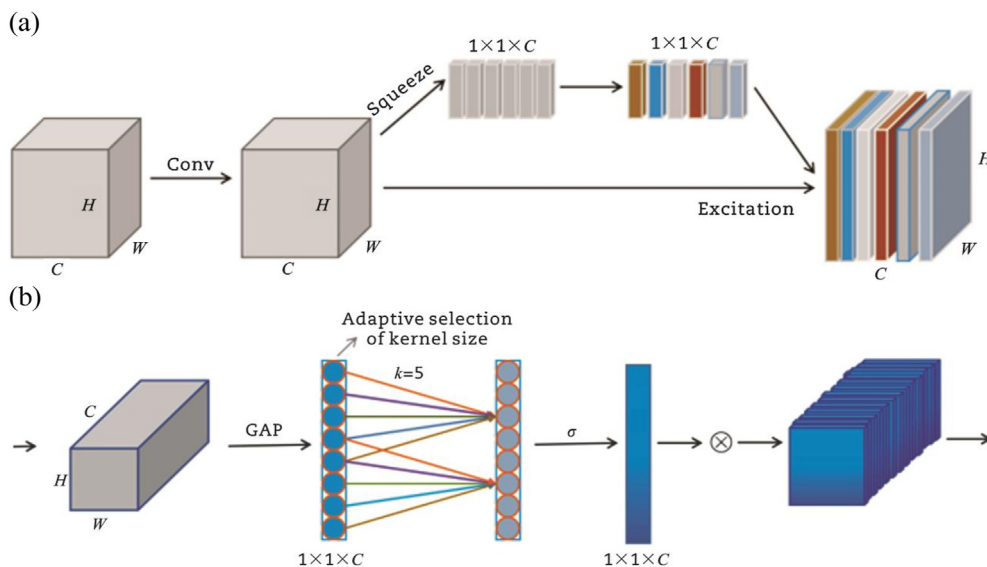 (a)
1×1×C
1×1×C
Squeeze
Conv
H
H
H
W
W
Excitation
W
C
C
C
(b)
Adaptive selection
of kernel size
k=5
C
GAP
σ
⊗
H
W
1×1×C
1×1×C